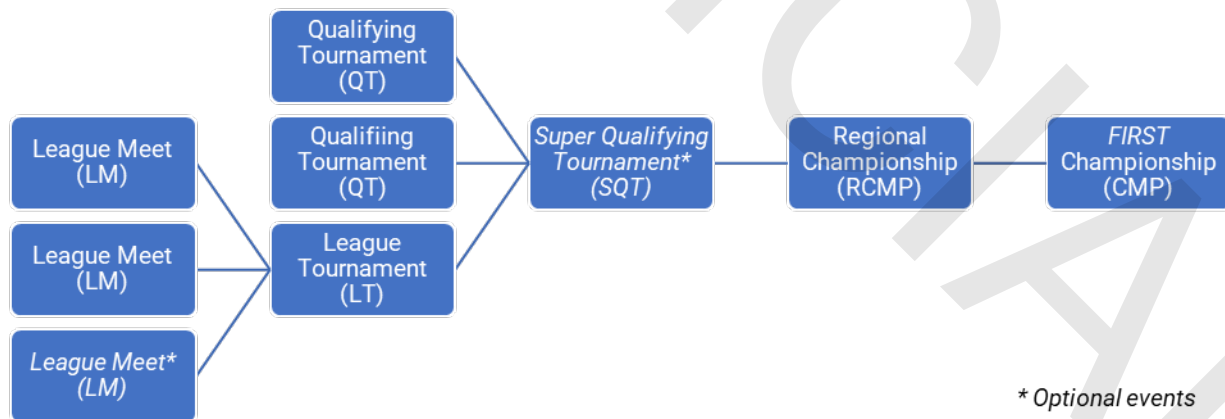 Qualifying
Tournament
(QT)
League Meet
(LM)
Qualifiing
Tournament
(QT)
Super Qualifying
Tournament*
(SQT)
Regional
Championship
(RCMP)
FIRST
Championship
(CMP)
League Meet
(LM)
League
Tournament
(LT)
League Meet*
(LM)
* Optional events